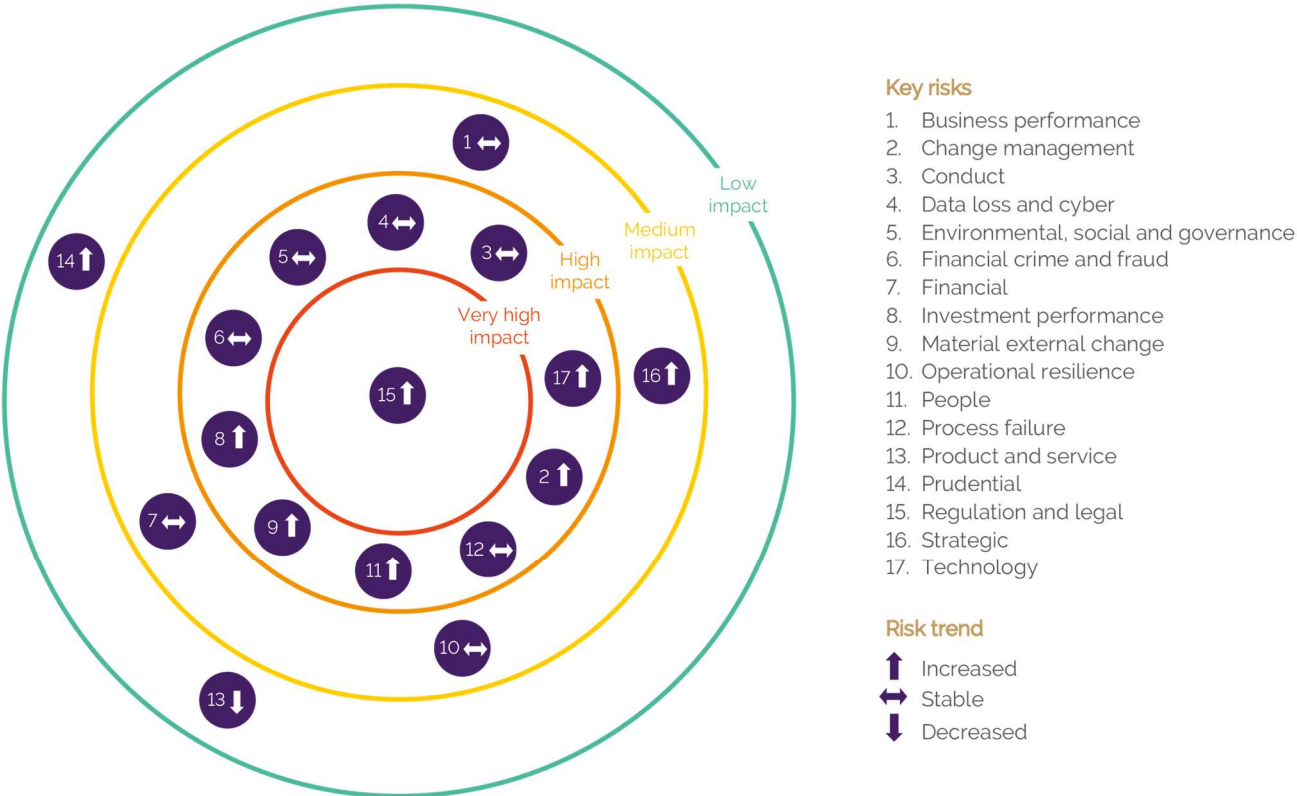 1
4
3
5
14
6
15
17
16
8
2
7
9
12
11
10
13
Low
impact
Medium
impact
High
impact
Very high
impact
Key risks
1. Business performance
2. Change management
3. Conduct
4. Data loss and cyber
5. Environmental, social and governance
6. Financial crime and fraud
7. Financial
8. Investment performance
9. Material external change
10. Operational resilience
11. People
12. Process failure
13. Product and service
14. Prudential
15. Regulation and legal
16. Strategic
17. Technology
Risk trend
Increased
Stable
Decreased